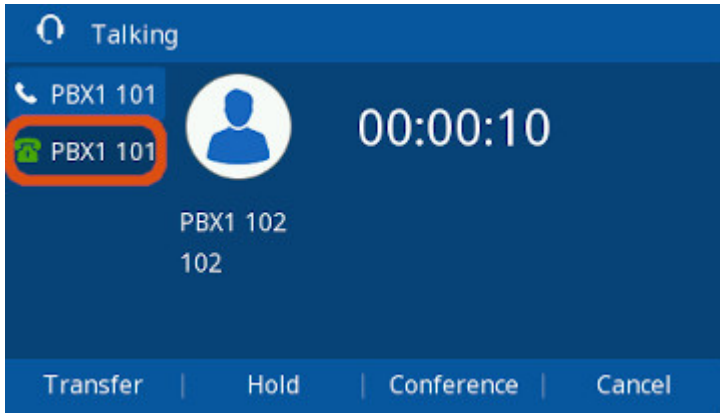 Talking
PBX1 101
PBX1 101
00:00:10
PBX1 102
102
Transfer | Hold | Conference | Cancel